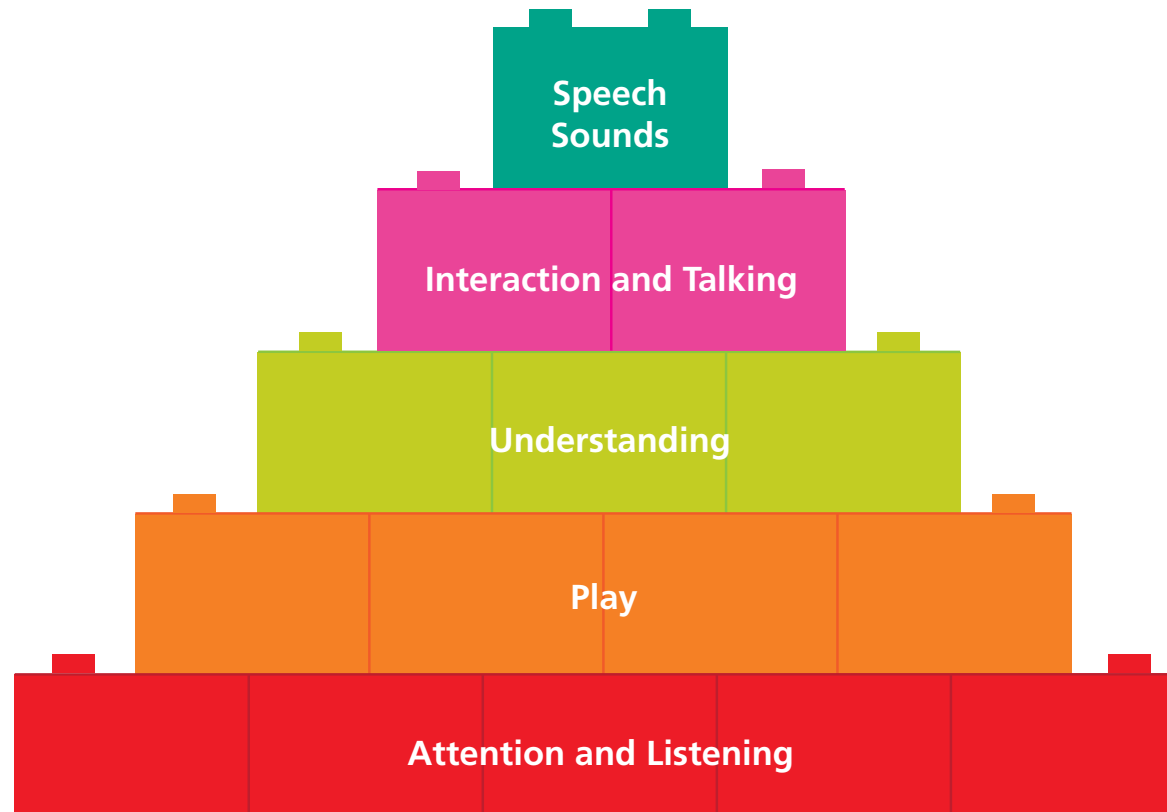 Speech
Sounds
Interaction and Talking
Understanding
Play
Attention and Listening